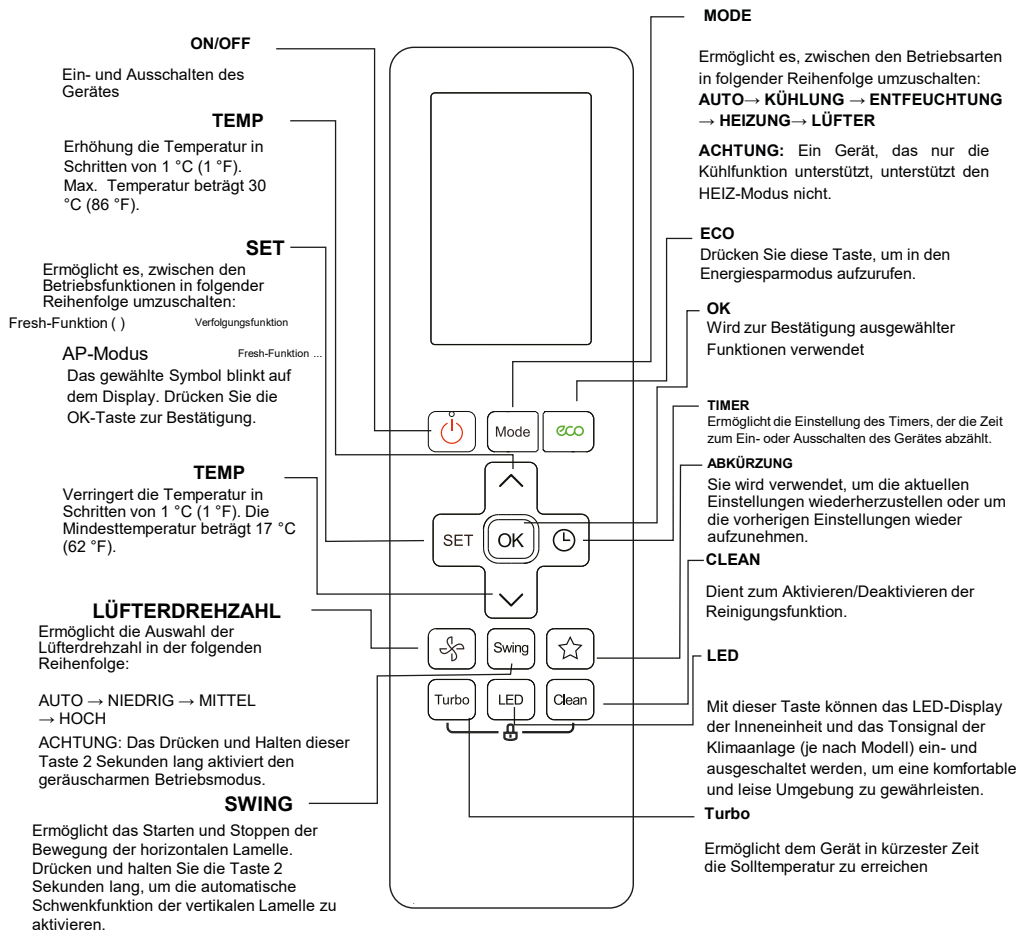 ON/OFF
Ein- und Ausschalten des
Gerätes
TEMP
Erhöhung die Temperatur in
Schritten von 1 °C (1 °F).
Max. Temperatur beträgt 30
°C (86 °F).
SET
Ermöglicht es, zwischen den
Betriebsfunktionen in folgender
Reihenfolge umzuschalten:
Fresh-Funktion ( ) Verfolgungsfunktion
AP-Modus Fresh-Funktion ...
Das gewählte Symbol blinkt auf
dem Display. Drücken Sie die
OK-Taste zur Bestätigung.
TEMP
Verringert die Temperatur in
Schritten von 1 °C (1 °F). Die
Mindesttemperatur beträgt 17 °C
(62 °F).
LÜFTERDREHZAHL
Ermöglicht die Auswahl der
Lüfterdrehzahl in der folgenden
Reihenfolge:
AUTO → NIEDRIG → MITTEL
→ HOCH
ACHTUNG: Das Drücken und Halten dieser
Taste 2 Sekunden lang aktiviert den
geräuscharmen Betriebsmodus.
SWING
Ermöglicht das Starten und Stoppen der
Bewegung der horizontalen Lamelle.
Drücken und halten Sie die Taste 2
Sekunden lang, um die automatische
Schwenkfunktion der vertikalen Lamelle zu
aktivieren.
Mode eco
SET OK
Swing
Turbo LED Clean
MODE
Ermöglicht es, zwischen den Betriebsarten
in folgender Reihenfolge umzuschalten:
AUTO→ KÜHLUNG → ENTFEUCHTUNG
→ HEIZUNG→ LÜFTER
ACHTUNG: Ein Gerät, das nur die
Kühlfunktion unterstützt, unterstützt den
HEIZ-Modus nicht.
ECO
Drücken Sie diese Taste, um in den
Energiesparmodus aufzurufen.
OK
Wird zur Bestätigung ausgewählter
Funktionen verwendet
TIMER
Ermöglicht die Einstellung des Timers, der die Zeit
zum Ein- oder Ausschalten des Gerätes abzählt.
ABKÜRZUNG
Sie wird verwendet, um die aktuellen
Einstellungen wiederherzustellen oder um
die vorherigen Einstellungen wieder
aufzunehmen.
CLEAN
Dient zum Aktivieren/Deaktivieren der
Reinigungsfunktion.
LED
Mit dieser Taste können das LED-Display
der Inneneinheit und das Tonsignal der
Klimaanlage (je nach Modell) ein- und
ausgeschaltet werden, um eine komfortable
und leise Umgebung zu gewährleisten.
Turbo
Ermöglicht dem Gerät in kürzester Zeit
die Solltemperatur zu erreichen